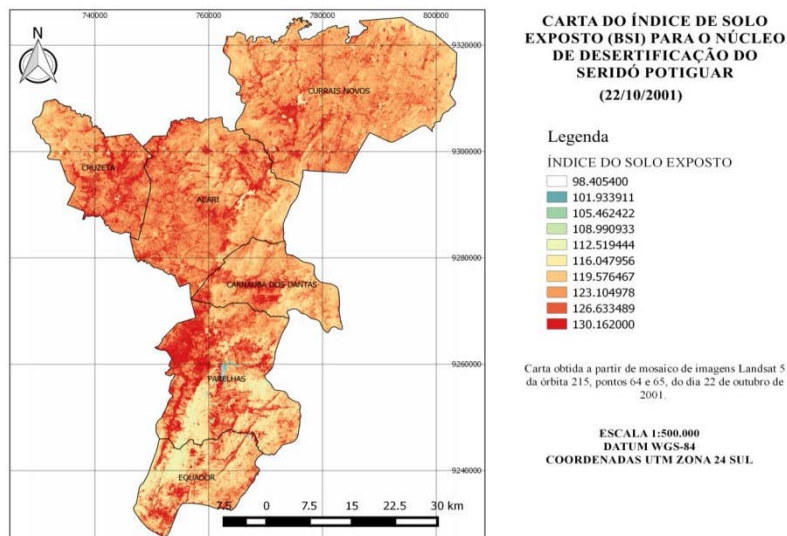 740000
760000
780000
800000
9320000
9300000
9280000
9260000
9240000
N
CURRAIS NOVOS
CRUZETA
ACARI
CARNAÚBA DOS DANTAS
PARELHAS
EQUADOR
7.5 0 7.5 15 22.5 30 km
CARTA DO ÍNDICE DE SOLO
EXPOSTO (BSI) PARA O NÚCLEO
DE DESERTIFICAÇÃO DO
SERIDÓ POTIGUAR
(22/10/2001)
Legenda
ÍNDICE DO SOLO EXPOSTO
98.405400
101.933911
105.462422
108.990933
112.519444
116.047956
119.576467
123.104978
126.633489
130.162000
Carta obtida a partir de mosaico de imagens Landsat 5
da órbita 215, pontos 64 e 65, do dia 22 de outubro de
2001.
ESCALA 1:500.000
DATUM WGS-84
COORDENADAS UTM ZONA 24 SUL